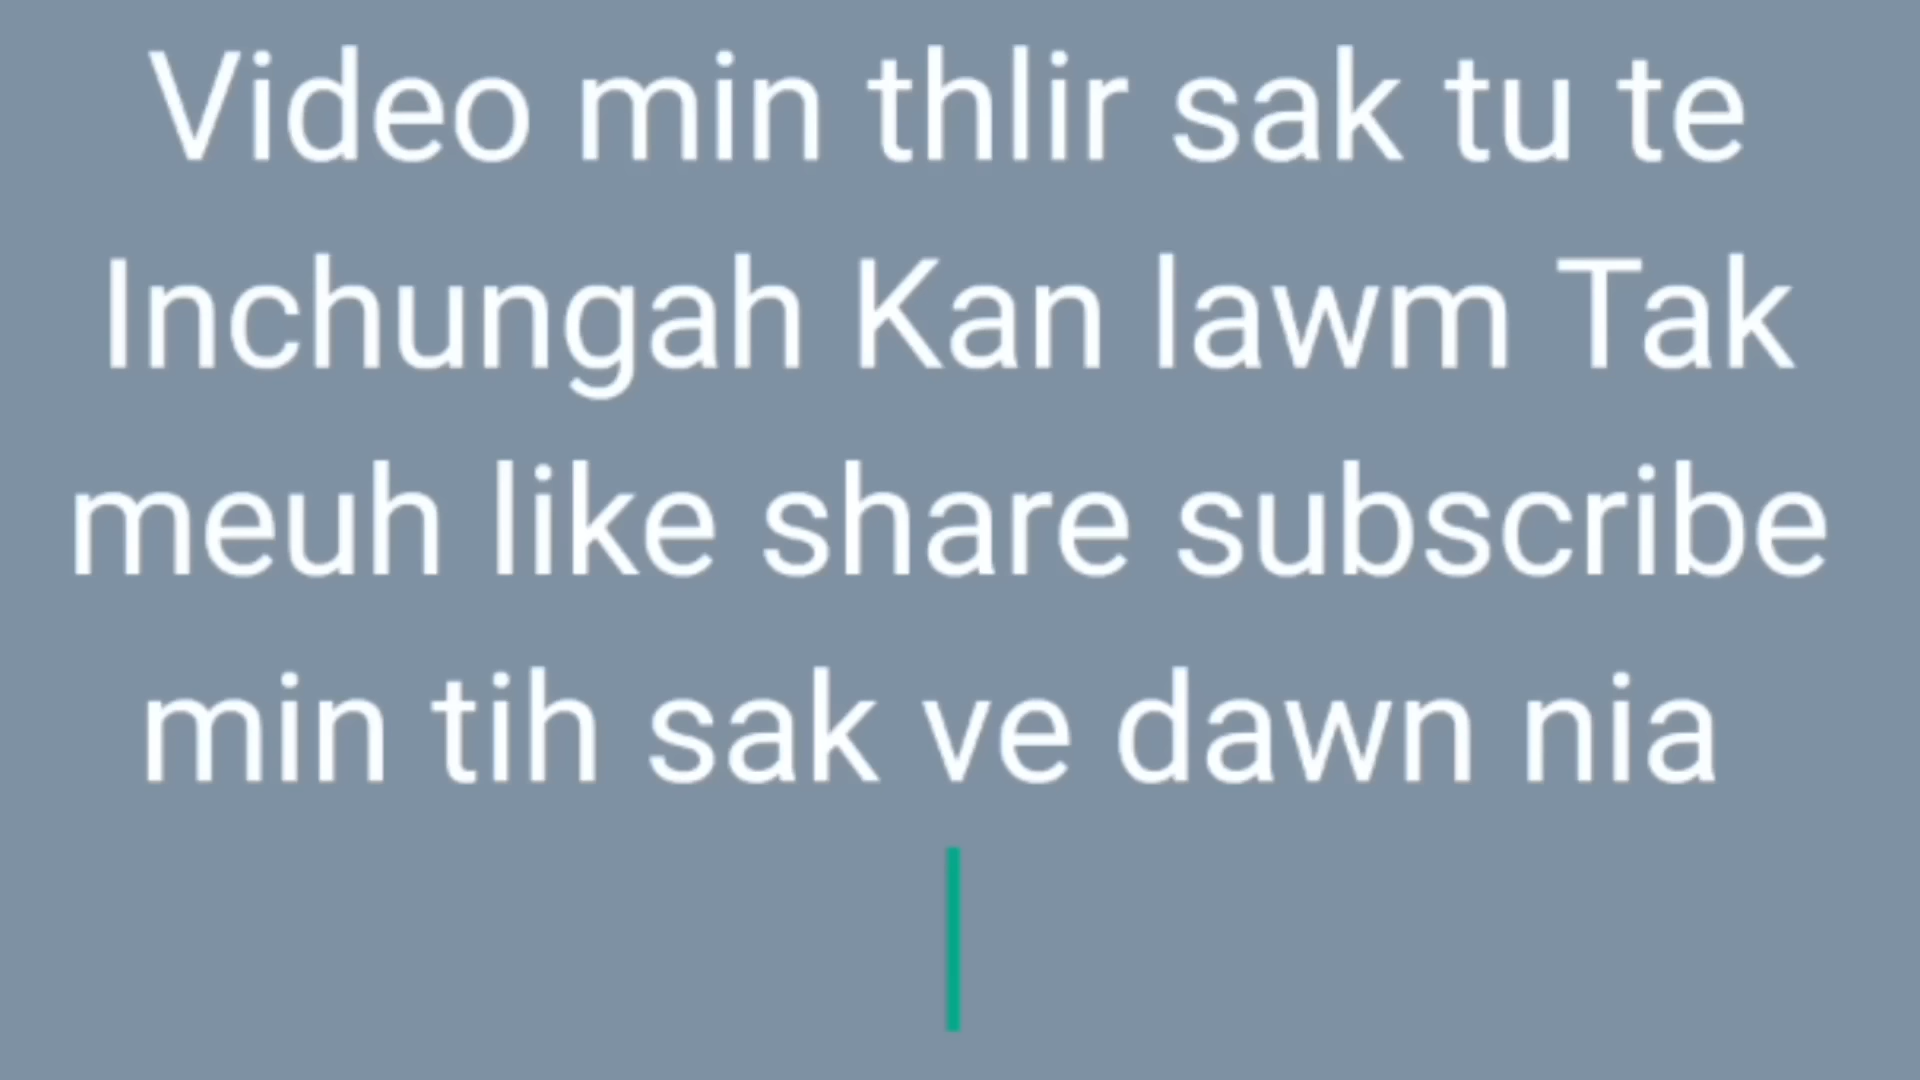 Video min thlir sak tu te
Inchungah Kan lawm Tak
meuh like share subscribe
min tih sak ve dawn nia